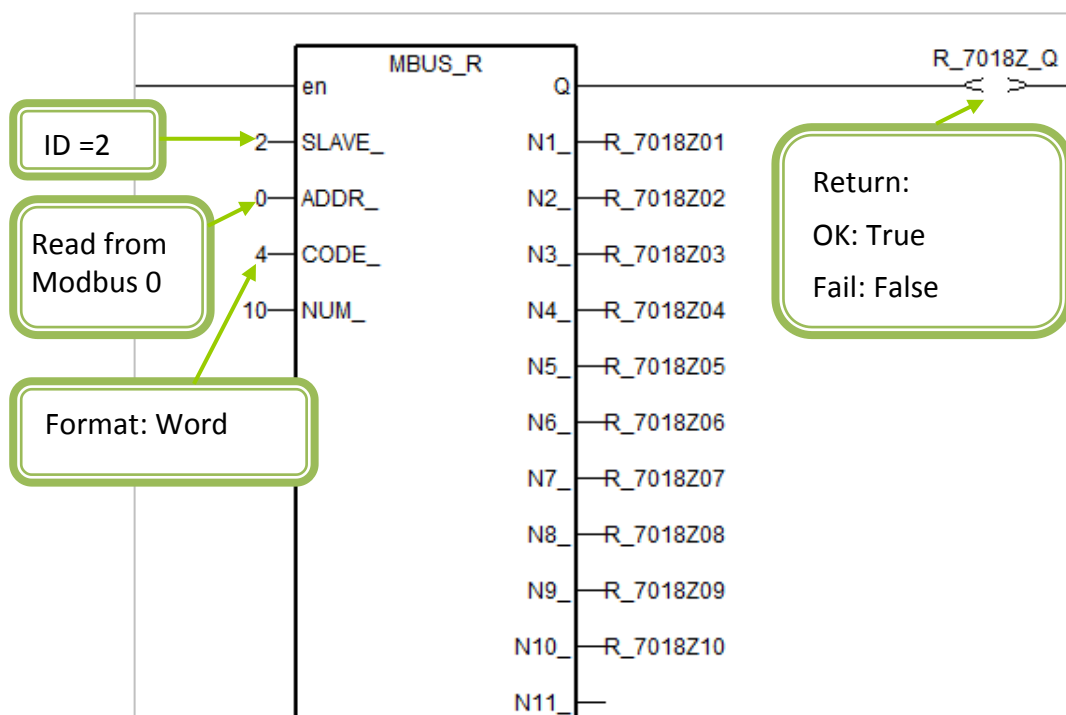 MBUS_R
R_7018Z_Q
en
Q
ID =2
2
SLAVE_
N1_
R_7018Z01
0
ADDR_
N2_
R_7018Z02
Read from
Modbus 0
4
CODE_
N3_
R_7018Z03
10
NUM_
N4_
R_7018Z04
Return:
OK: True
Fail: False
N5_
R_7018Z05
Format: Word
N6_
R_7018Z06
N7_
R_7018Z07
N8_
R_7018Z08
N9_
R_7018Z09
N10_
R_7018Z10
N11_